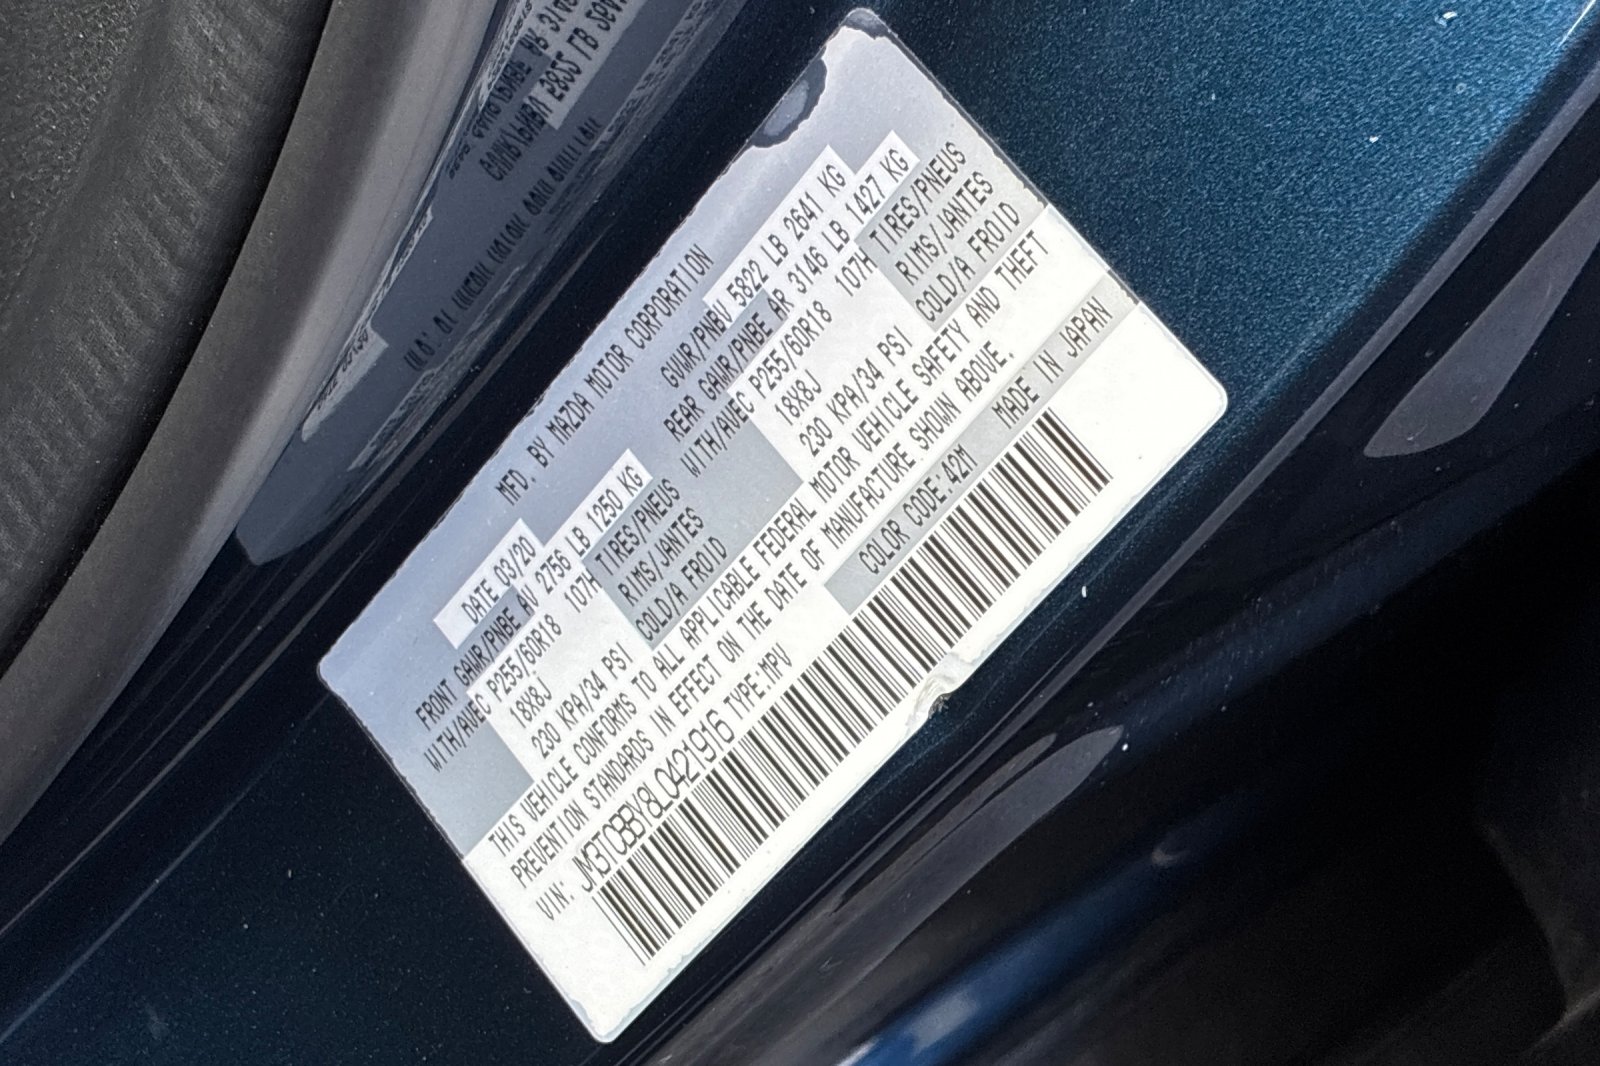 MFD. BY MAZDA MOTOR CORPORATION
DATE 03/20 GVWR/PNBV 5822 LB 2641 KG
FRONT GAWR/PNBE AV 2756 LB 1250 KG REAR GAWR/PNBE AR 3146 LB 1427 KG
WITH/AVEC P255/60R18 107H TIRES/PNEUS WITH/AVEC P255/60R18 107H TIRES/PNEUS
18X8J RIMS/JANTES 18X8J RIMS/JANTES
230 KPA/34 PSI COLD/A FROID 230 KPA/34 PSI COLD/A FROID
THIS VEHICLE CONFORMS TO ALL APPLICABLE FEDERAL MOTOR VEHICLE SAFETY AND THEFT
PREVENTION STANDARDS IN EFFECT ON THE DATE OF MANUFACTURE SHOWN ABOVE.
VIN: JM3TCBBY8L0421916 TYPE:MPV COLOR CODE:42M MADE IN JAPAN